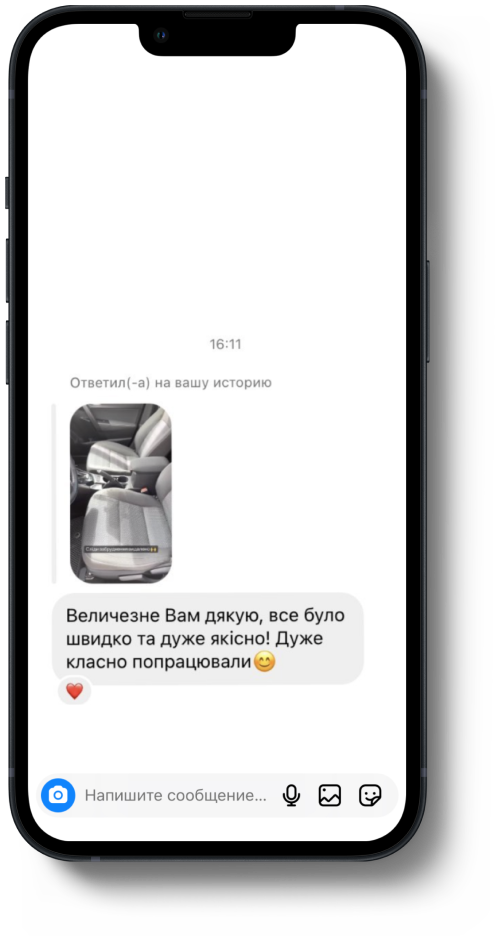 16:11
Ответил(-а) на вашу историю
Величезне Вам дякую, все було
швидко та дуже якісно! Дуже
класно попрацювали😊
❤️
Напишите сообщение...